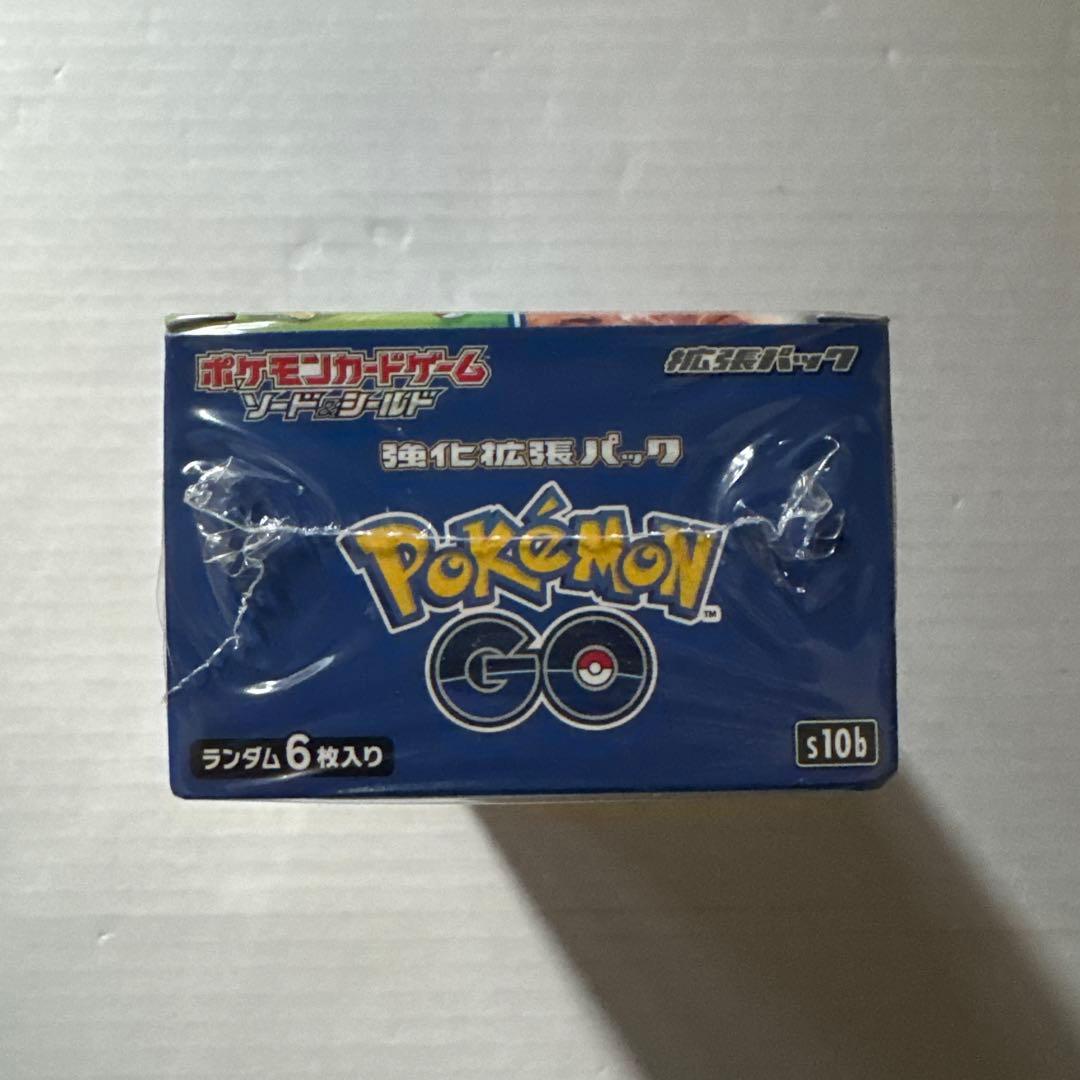 ポケモンカードゲーム
ソード&シールド
拡張パック
強化拡張パック
POKéMON™
GO
ランダム6枚入り
s10b